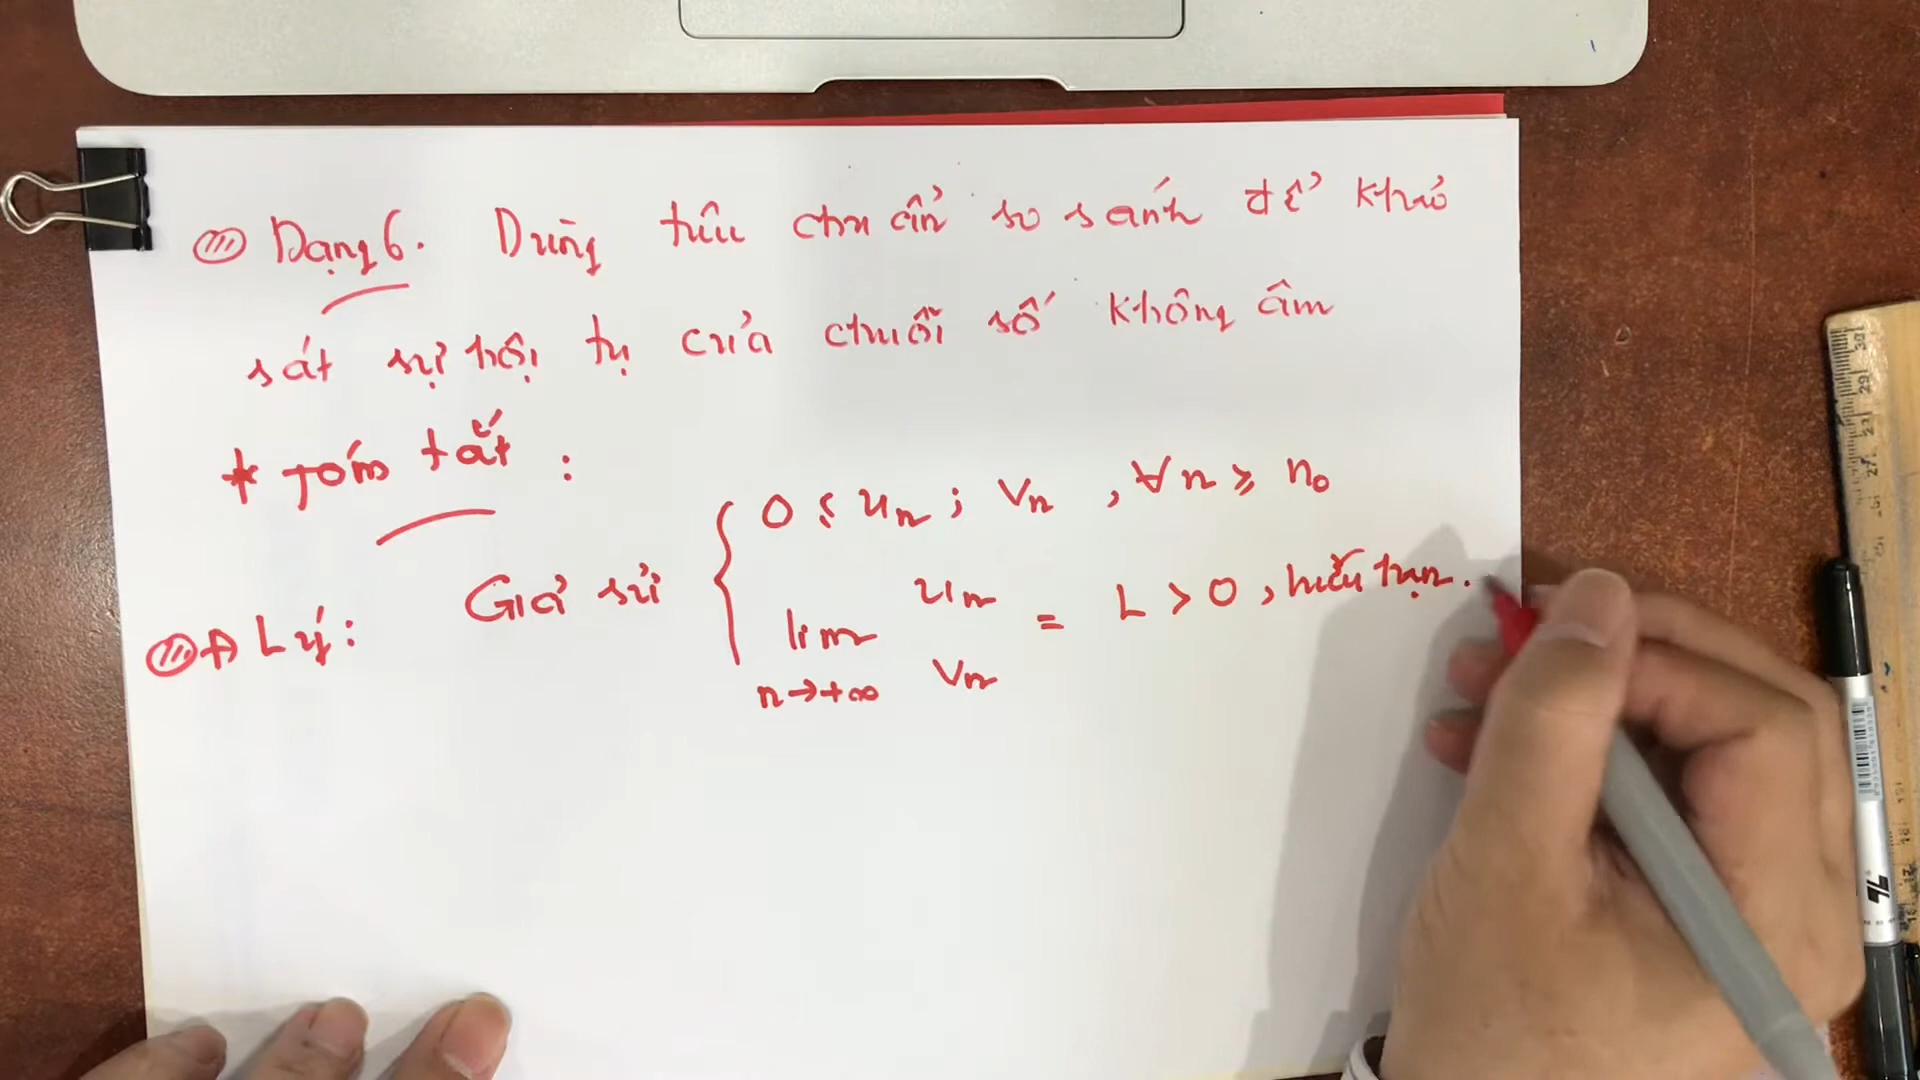 Dạng 6. Dùng tiêu chuẩn so sánh để khảo
sát sự hội tụ của chuỗi số không âm
* Tóm tắt :
Giả sử { 0 ≤ un ; vn , ∀n ≥ n0
lim n→+∞ un / vn = L > 0 , hữu hạn.
Đ Lý :